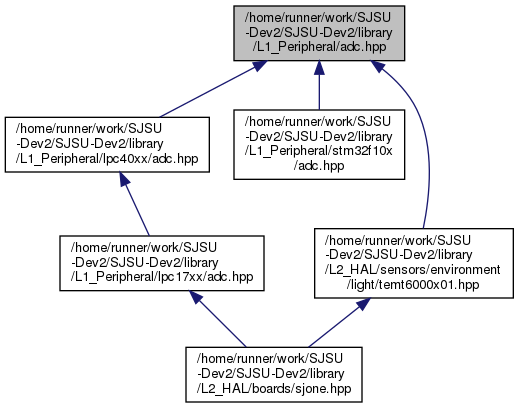 /home/runner/work/SJSU
-Dev2/SJSU-Dev2/library
/L1_Peripheral/adc.hpp
/home/runner/work/SJSU
-Dev2/SJSU-Dev2/library
/L1_Peripheral/lpc40xx/adc.hpp
/home/runner/work/SJSU
-Dev2/SJSU-Dev2/library
/L1_Peripheral/stm32f10x
/adc.hpp
/home/runner/work/SJSU
-Dev2/SJSU-Dev2/library
/L1_Peripheral/lpc17xx/adc.hpp
/home/runner/work/SJSU
-Dev2/SJSU-Dev2/library
/L2_HAL/sensors/environment
/light/temt6000x01.hpp
/home/runner/work/SJSU
-Dev2/SJSU-Dev2/library
/L2_HAL/boards/sjone.hpp